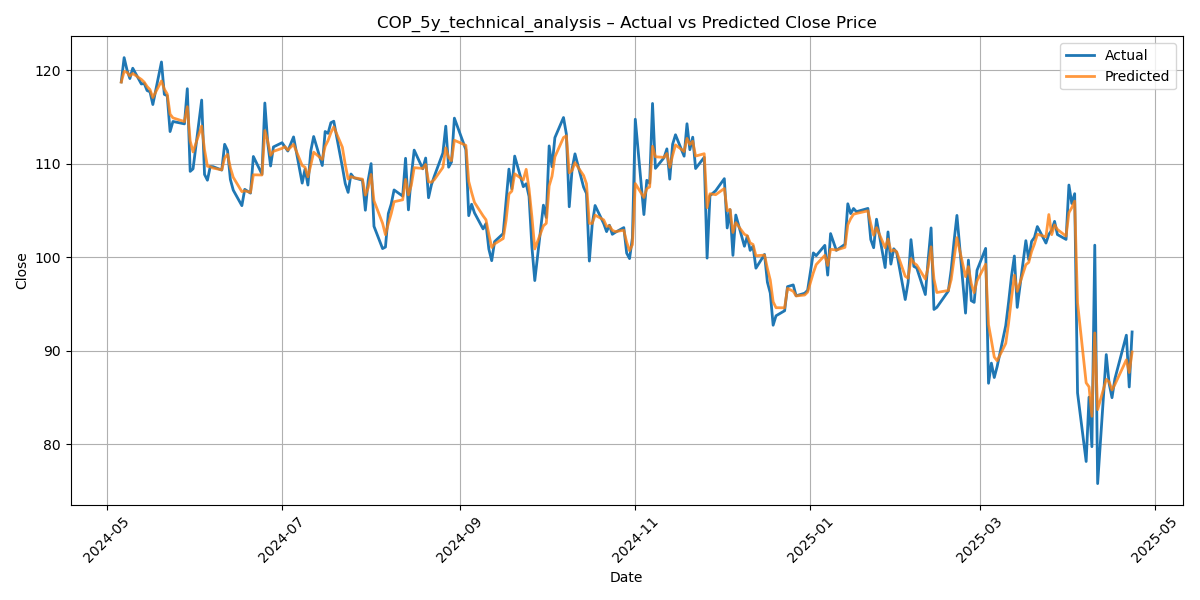 COP_5y_technical_analysis – Actual vs Predicted Close Price
Actual
Predicted
Close
120
110
100
90
80
2024-05
2024-07
2024-09
2024-11
2025-01
2025-03
2025-05
Date